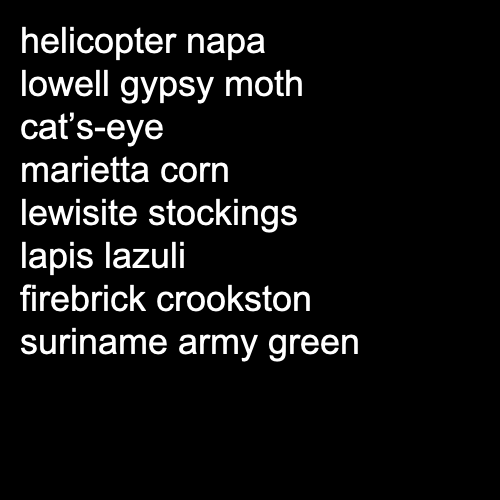 helicopter napa
lowell gypsy moth
cat’s-eye
marietta corn
lewisite stockings
lapis lazuli
firebrick crookston
suriname army green